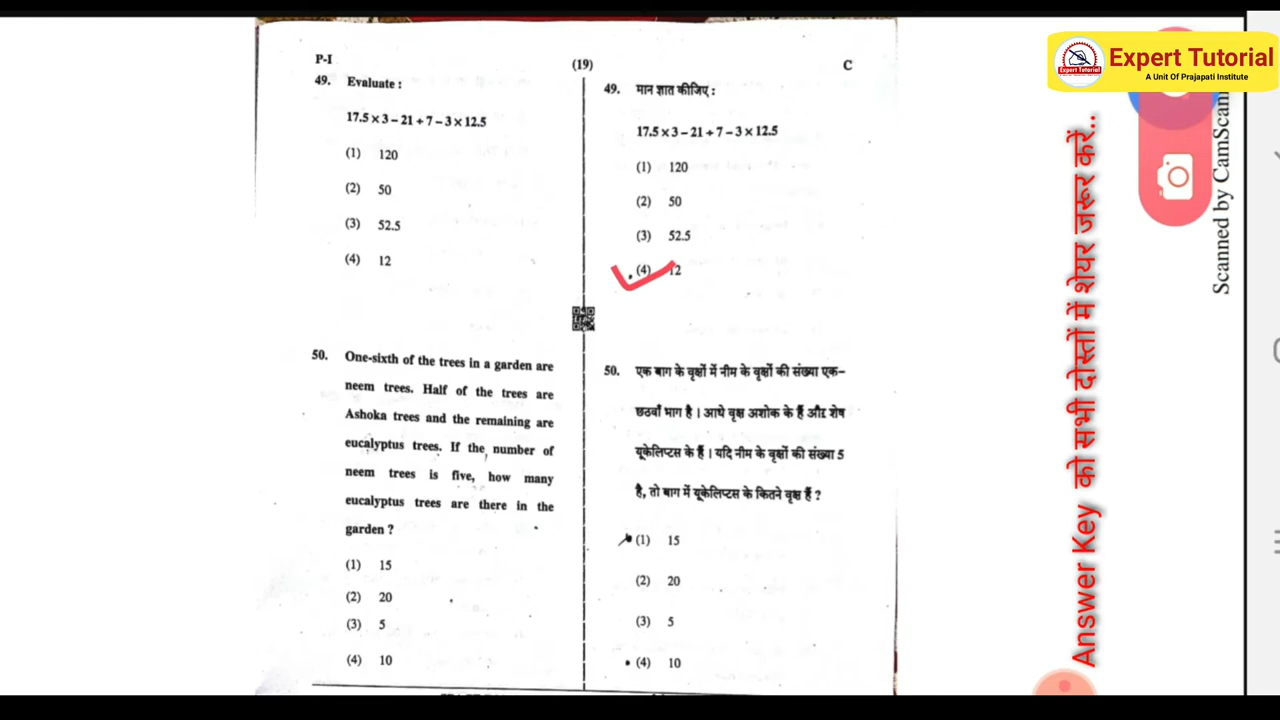 P-I
(19)
C
49. Evaluate :
17.5 × 3 – 21 + 7 – 3 × 12.5
(1) 120
(2) 50
(3) 52.5
(4) 12
50. One-sixth of the trees in a garden are
neem trees. Half of the trees are
Ashoka trees and the remaining are
eucalyptus trees. If the number of
neem trees is five, how many
eucalyptus trees are there in the
garden ?
(1) 15
(2) 20
(3) 5
(4) 10
49. मान ज्ञात कीजिए :
17.5 × 3 – 21 + 7 – 3 × 12.5
(1) 120
(2) 50
(3) 52.5
(4) 12
50. एक बाग के वृक्षों में नीम के वृक्षों की संख्या एक-
छठवाँ भाग है । आधे वृक्ष अशोक के हैं और शेष
यूकेलिप्टस के हैं । यदि नीम के वृक्षों की संख्या 5
है, तो बाग में यूकेलिप्टस के कितने वृक्ष हैं ?
(1) 15
(2) 20
(3) 5
(4) 10
Expert Tutorial
A Unit Of Prajapati Institute
Expert Tutorial
Answer Key को सभी दोस्तों में शेयर जरूर करें..
Scanned by CamScan